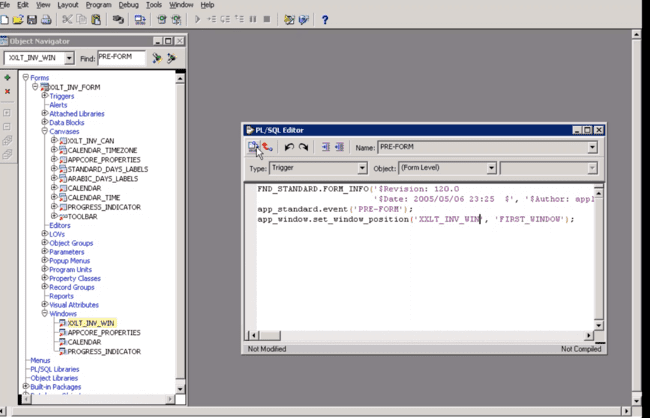 File Edit View Layout Program Debug Tools Window Help
Object Navigator
XXLT_INV_WIN Find: PRE-FORM
Forms
XXLT_INV_FORM
Triggers
Alerts
Attached Libraries
Data Blocks
Canvases
XXLT_INV_CAN
CALENDAR_TIMEZONE
APPCORE_PROPERTIES
STANDARD_DAYS_LABELS
ARABIC_DAYS_LABELS
CALENDAR
CALENDAR_TIME
PROGRESS_INDICATOR
TOOLBAR
Editors
LOVs
Object Groups
Parameters
Popup Menus
Program Units
Property Classes
Record Groups
Reports
Visual Attributes
Windows
XXLT_INV_WIN
APPCORE_PROPERTIES
CALENDAR
PROGRESS_INDICATOR
Menus
PL/SQL Libraries
Object Libraries
Built-in Packages
PL/SQL Editor
Name: PRE-FORM
Type: Trigger Object: (Form Level)
FND_STANDARD.FORM_INFO('$Revision: 120.0
'$Date: 2005/05/06 23:25 $', '$Author: appl
app_standard.event('PRE-FORM');
app_window.set_window_position('XXLT_INV_WIN', 'FIRST_WINDOW');
Not Modified Not Compiled